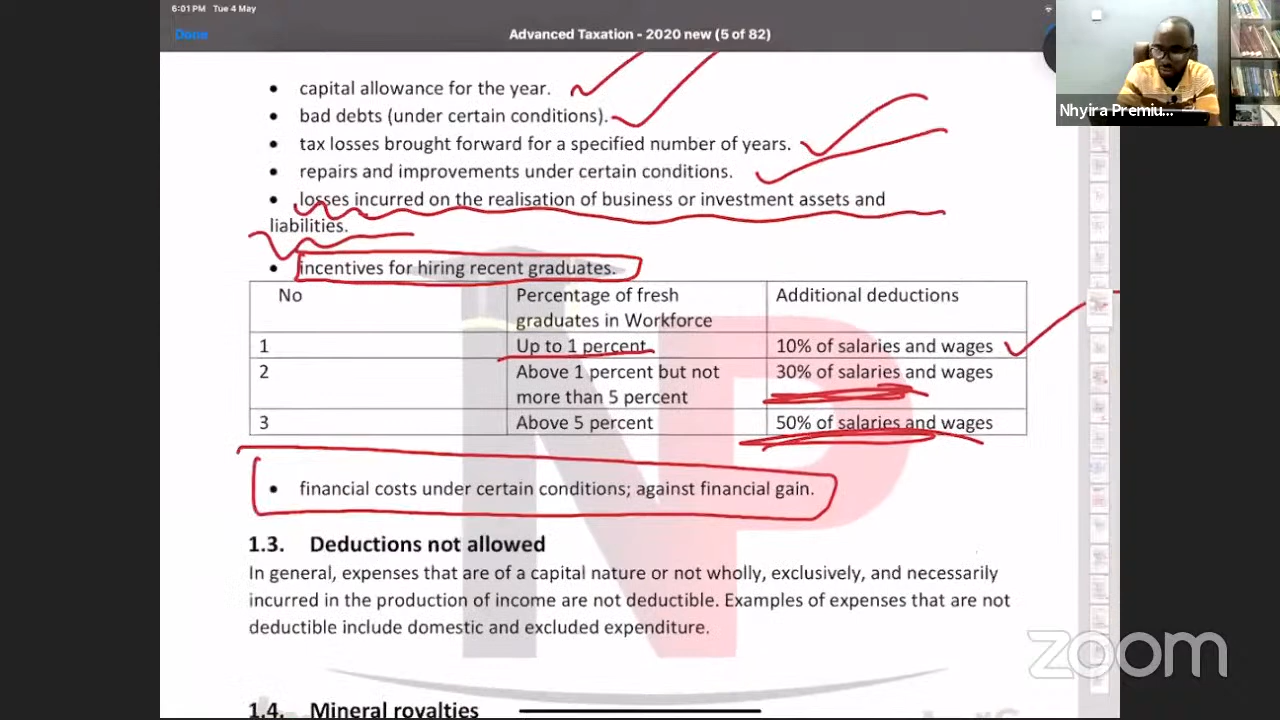 6:01 PM Tue 4 May
Done
Advanced Taxation - 2020 new (5 of 82)
Nhyira Premiu...
• capital allowance for the year.
• bad debts (under certain conditions).
• tax losses brought forward for a specified number of years.
• repairs and improvements under certain conditions.
• losses incurred on the realisation of business or investment assets and
liabilities.
• incentives for hiring recent graduates.
No Percentage of fresh Additional deductions
graduates in Workforce
1 Up to 1 percent 10% of salaries and wages
2 Above 1 percent but not 30% of salaries and wages
more than 5 percent
3 Above 5 percent 50% of salaries and wages
• financial costs under certain conditions; against financial gain.
1.3. Deductions not allowed
In general, expenses that are of a capital nature or not wholly, exclusively, and necessarily
incurred in the production of income are not deductible. Examples of expenses that are not
deductible include domestic and excluded expenditure.
zoom
1.4. Mineral royalties